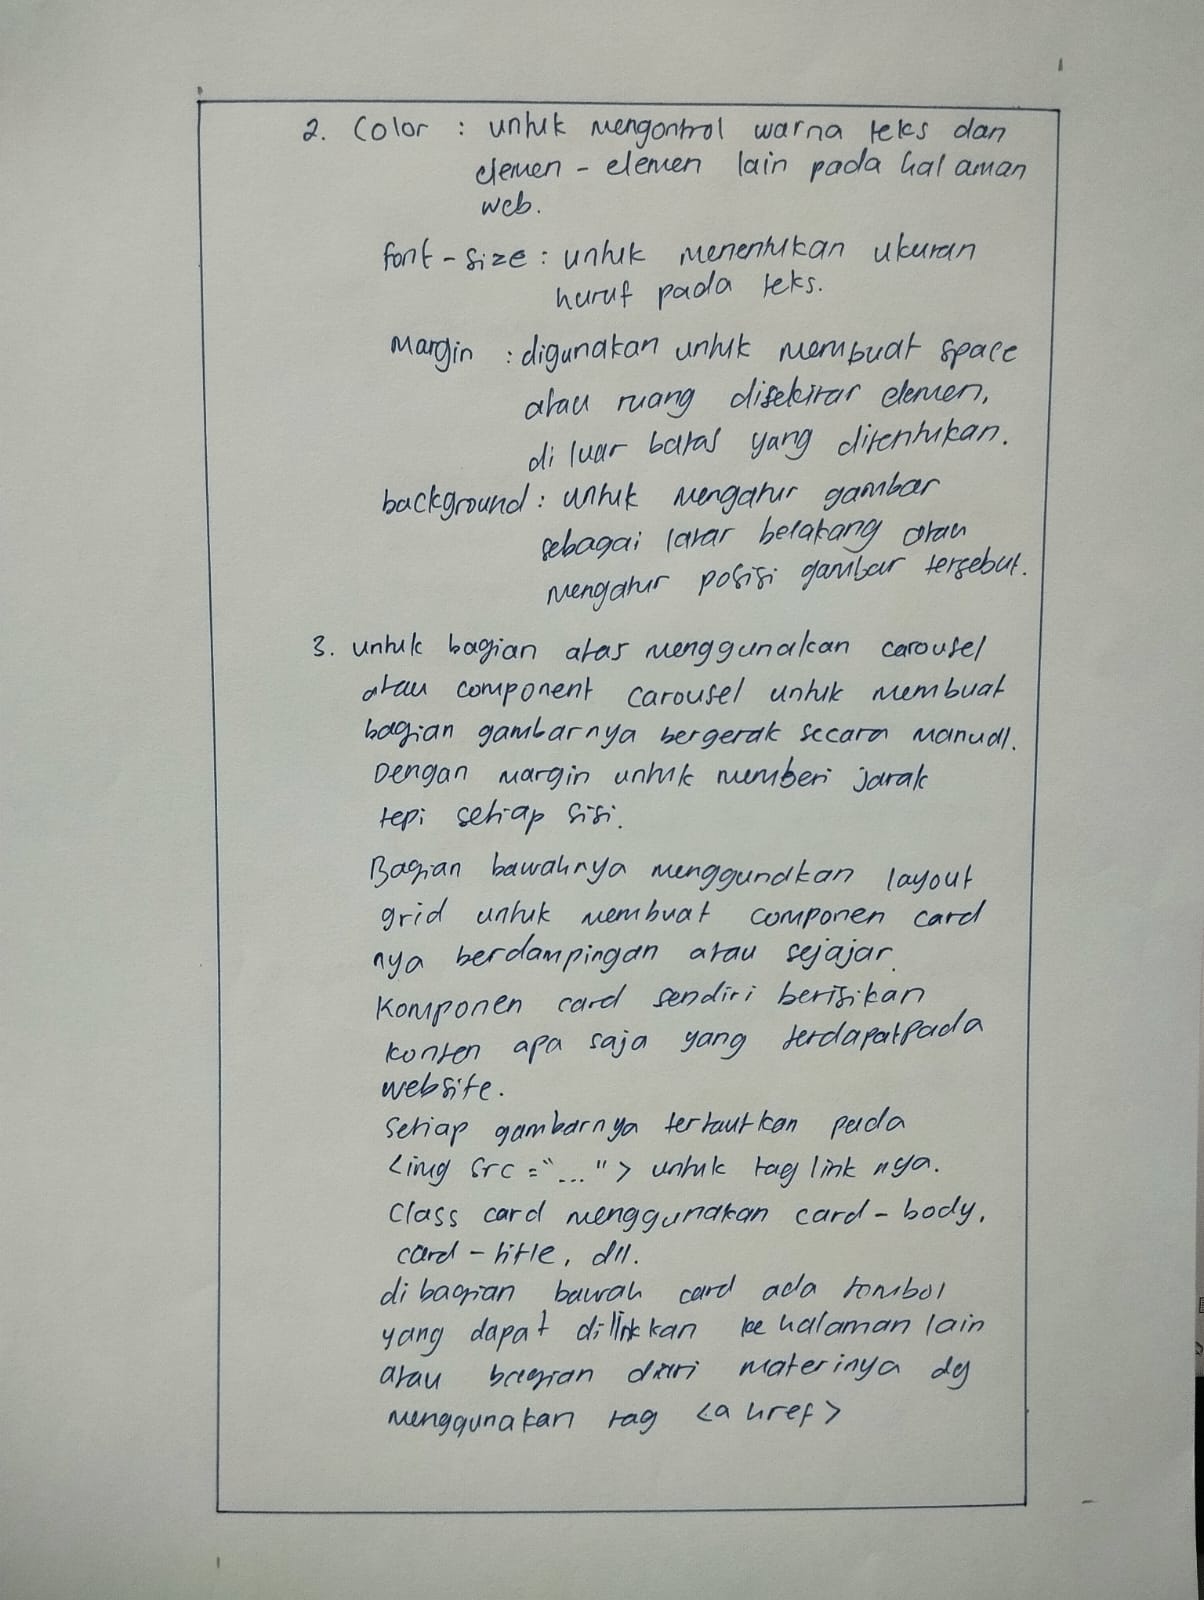 2. Color : untuk mengontrol warna teks dan
elemen - elemen lain pada halaman
web.
font - size : untuk menentukan ukuran
huruf pada teks.
Margin : digunakan untuk membuat space
atau ruang disekitar elemen,
di luar batas yang ditentukan.
background : untuk mengatur gambar
sebagai latar belakang atau
mengatur posisi gambar tersebut.
3. untuk bagian atas menggunakan carousel
atau component carousel untuk membuat
bagian gambarnya bergerak secara manual.
Dengan margin untuk memberi jarak
tepi setiap sisi.
Bagian bawahnya menggunakan layout
grid untuk membuat componen card
nya berdampingan atau sejajar.
Komponen card sendiri berisikan
konten apa saja yang terdapat pada
website.
Setiap gambarnya tertautkan pada
<img src = "..." > untuk tag link nya.
Class card menggunakan card - body,
card - title, dll.
di bagian bawah card ada tombol
yang dapat di linkkan ke halaman lain
atau bagian dari materinya dg
menggunakan tag <a href>